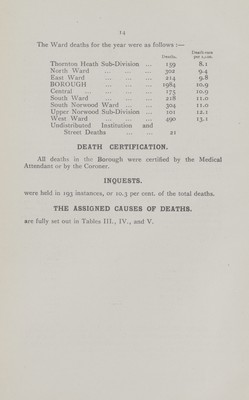 14
The Ward deaths for the year were as follows :—
Deaths. Death-rate per 1,000
Thornton Heath Sub-Division ... 159 8.1
North Ward ... ... ... 302 9.4
East Ward ... ... ... 214 9.8
BOROUGH ... ... ... 1984 10.9
Central ... ... ... 175 10.9
South Ward ... ... ... 218 11.0
South Norwood Ward ... ... 304 11.0
Upper Norwood Sub-Division ... 101 12.1
West Ward ... ... ... 490 13.1
Undistributed Institution and
Street Deaths ... 21
DEATH CERTIFICATION.
All deaths in the Borough were certified by the Medical
Attendant or by the Coroner.
INQUESTS.
were held in 193 instances, or 10.3 per cent. of the total deaths.
THE ASSIGNED CAUSES OF DEATHS.
are fully set out in Tables III., IV., and V.